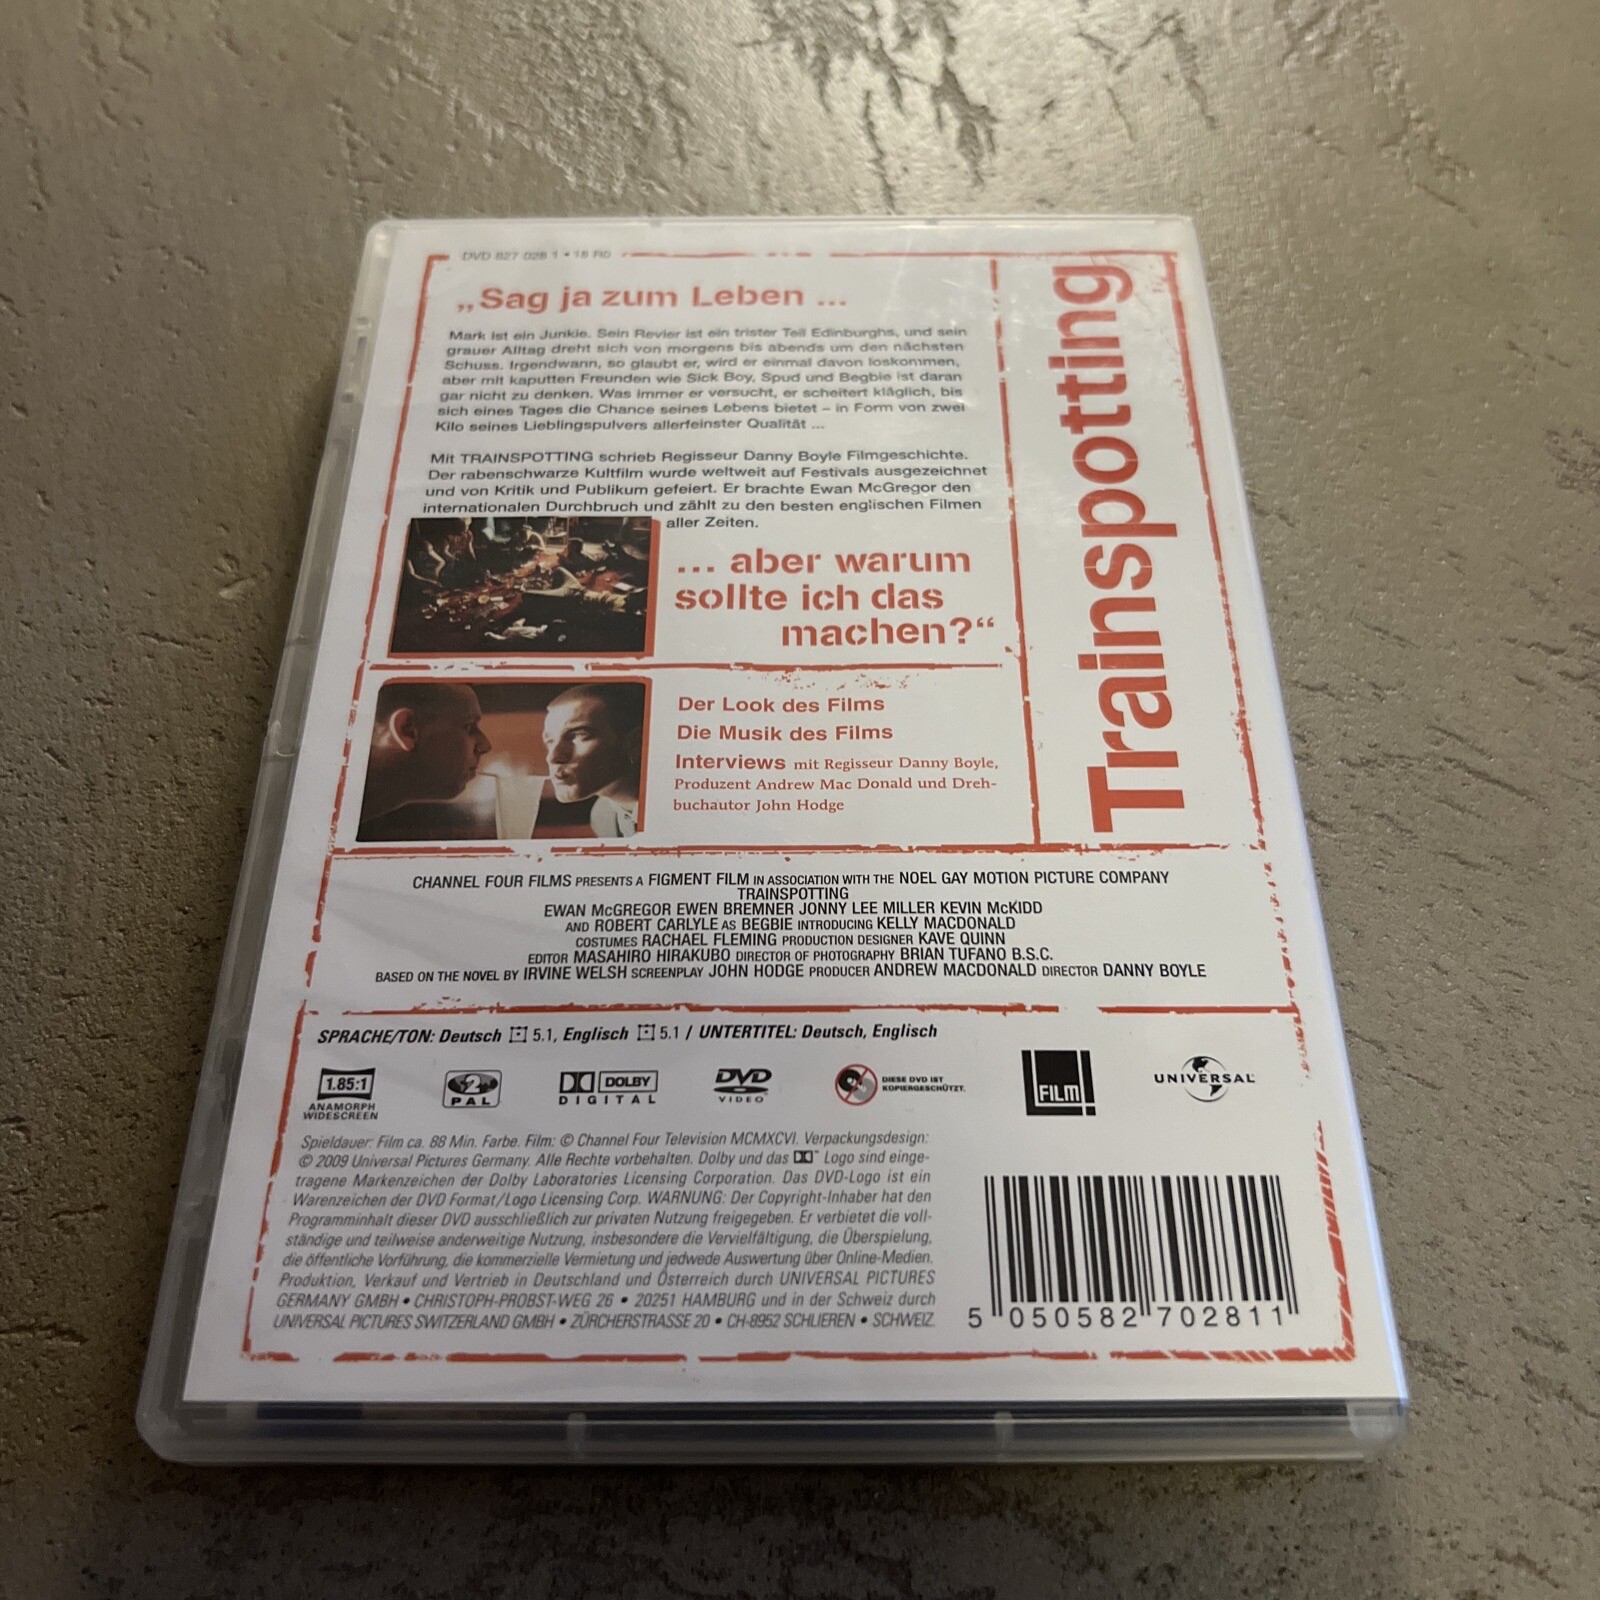 DVD 827 028 1 • 18 RD
„Sag ja zum Leben ...
Mark ist ein Junkie. Sein Revier ist ein trister Teil Edinburghs, und sein
grauer Alltag dreht sich von morgens bis abends um den nächsten
Schuss. Irgendwann, so glaubt er, wird er einmal davon loskommen,
aber mit kaputten Freunden wie Sick Boy, Spud und Begbie ist daran
gar nicht zu denken. Was immer er versucht, er scheitert kläglich, bis
sich eines Tages die Chance seines Lebens bietet – in Form von zwei
Kilo seines Lieblingspulvers allerfeinster Qualität ...
Mit TRAINSPOTTING schrieb Regisseur Danny Boyle Filmgeschichte.
Der rabenschwarze Kultfilm wurde weltweit auf Festivals ausgezeichnet
und von Kritik und Publikum gefeiert. Er brachte Ewan McGregor den
internationalen Durchbruch und zählt zu den besten englischen Filmen
aller Zeiten.
... aber warum
sollte ich das
machen?“
Der Look des Films
Die Musik des Films
Interviews mit Regisseur Danny Boyle,
Produzent Andrew Mac Donald und Dreh-
buchautor John Hodge
Trainspotting
CHANNEL FOUR FILMS PRESENTS A FIGMENT FILM IN ASSOCIATION WITH THE NOEL GAY MOTION PICTURE COMPANY
TRAINSPOTTING
EWAN McGREGOR EWEN BREMNER JONNY LEE MILLER KEVIN McKIDD
AND ROBERT CARLYLE AS BEGBIE INTRODUCING KELLY MACDONALD
COSTUMES RACHAEL FLEMING PRODUCTION DESIGNER KAVE QUINN
EDITOR MASAHIRO HIRAKUBO DIRECTOR OF PHOTOGRAPHY BRIAN TUFANO B.S.C.
BASED ON THE NOVEL BY IRVINE WELSH SCREENPLAY JOHN HODGE PRODUCER ANDREW MACDONALD DIRECTOR DANNY BOYLE
SPRACHE/TON: Deutsch 5.1, Englisch 5.1 / UNTERTITEL: Deutsch, Englisch
1.85:1
ANAMORPH
WIDESCREEN
2
PAL
DOLBY
DIGITAL
DVD
VIDEO
DIESE DVD IST
KOPIERGESCHÜTZT.
FILM
UNIVERSAL
Spieldauer: Film ca. 88 Min. Farbe. Film: © Channel Four Television MCMXCVI. Verpackungsdesign:
© 2009 Universal Pictures Germany. Alle Rechte vorbehalten. Dolby und das Logo sind einge-
tragene Markenzeichen der Dolby Laboratories Licensing Corporation. Das DVD-Logo ist ein
Warenzeichen der DVD Format/Logo Licensing Corp. WARNUNG: Der Copyright-Inhaber hat den
Programminhalt dieser DVD ausschließlich zur privaten Nutzung freigegeben. Er verbietet die voll-
ständige und teilweise anderweitige Nutzung, insbesondere die Vervielfältigung, die Überspielung,
die öffentliche Vorführung, die kommerzielle Vermietung und jedwede Auswertung über Online-Medien.
Produktion, Verkauf und Vertrieb in Deutschland und Österreich durch UNIVERSAL PICTURES
GERMANY GMBH • CHRISTOPH-PROBST-WEG 26 • 20251 HAMBURG und in der Schweiz durch
UNIVERSAL PICTURES SWITZERLAND GMBH • ZÜRCHERSTRASSE 20 • CH-8952 SCHLIEREN • SCHWEIZ.
5 050582 702811